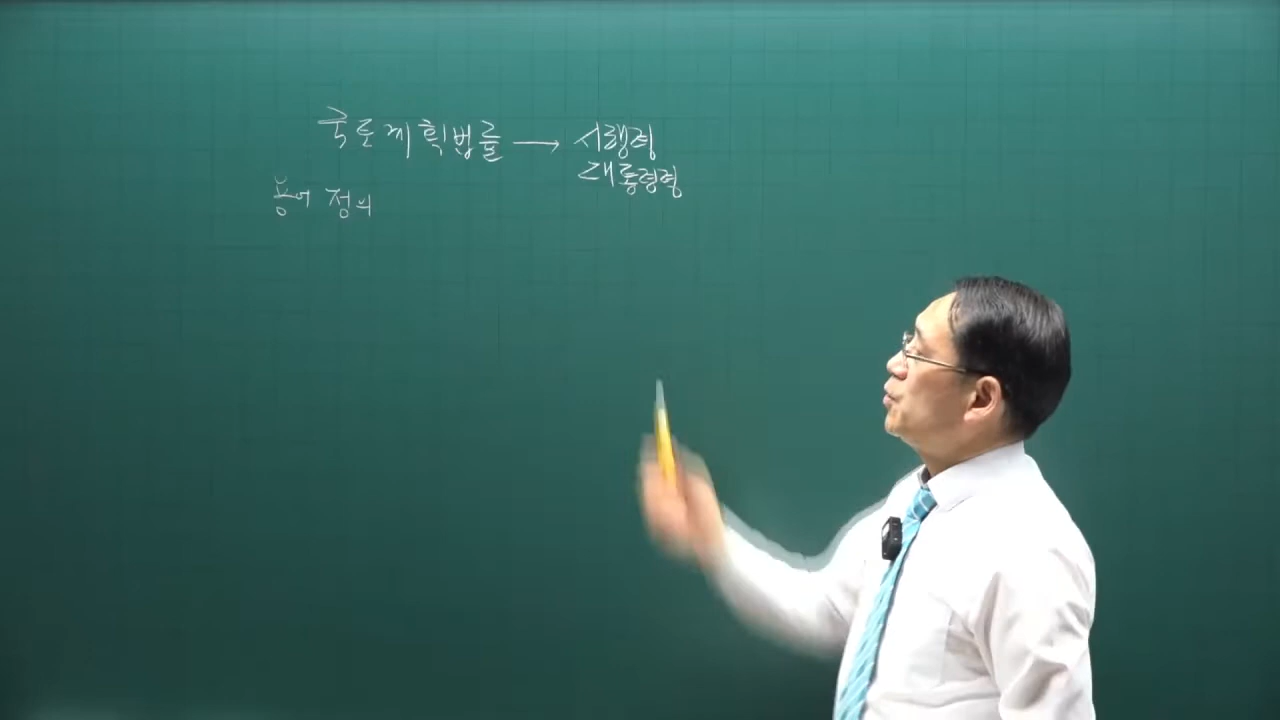 국토계획법률 → 시행령
대통령령
용어 정의